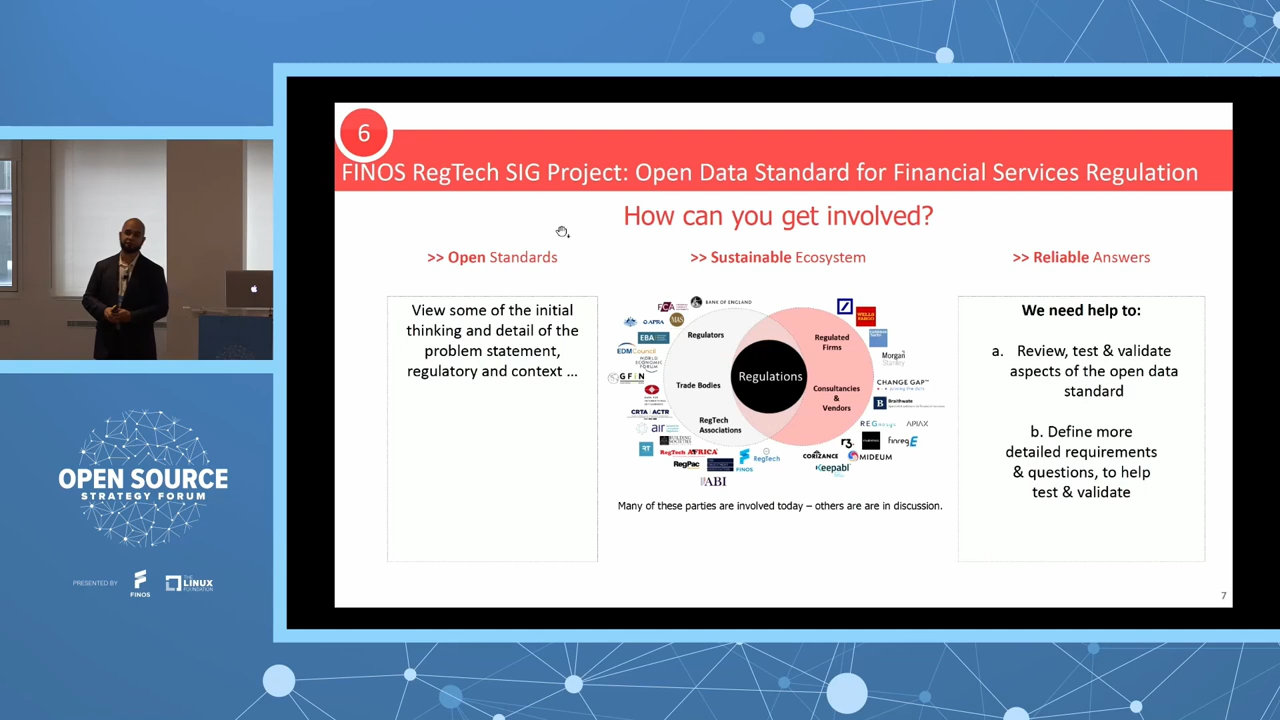 6
FINOS RegTech SIG Project: Open Data Standard for Financial Services Regulation
How can you get involved?
>> Open Standards
View some of the initial
thinking and detail of the
problem statement,
regulatory and context ...
>> Sustainable Ecosystem
BANK OF ENGLAND
FCA
MAS
APRA
EBA
EDMCouncil
WORLD
ECONOMIC
FORUM
GFIN
CRTA ACTR
air
BUILDING
SOCIETIES
RT
RegTech AFRICA
RegPac
FINOS
RegTech
ABI
Regulators
Trade Bodies
RegTech
Associations
Regulations
Regulated
Firms
Consultancies
&
Vendors
WELLS
FARGO
Morgan
Stanley
CHANGE GAP
B Braithwate
APIAX
r3
finregE
CORIZANCE
MIDEUM
Keepabl
Many of these parties are involved today – others are are in discussion.
>> Reliable Answers
We need help to:
a. Review, test & validate
aspects of the open data
standard
b. Define more
detailed requirements
& questions, to help
test & validate
7
OPEN SOURCE
STRATEGY FORUM
PRESENTED BY
FINOS
THE
LINUX
FOUNDATION